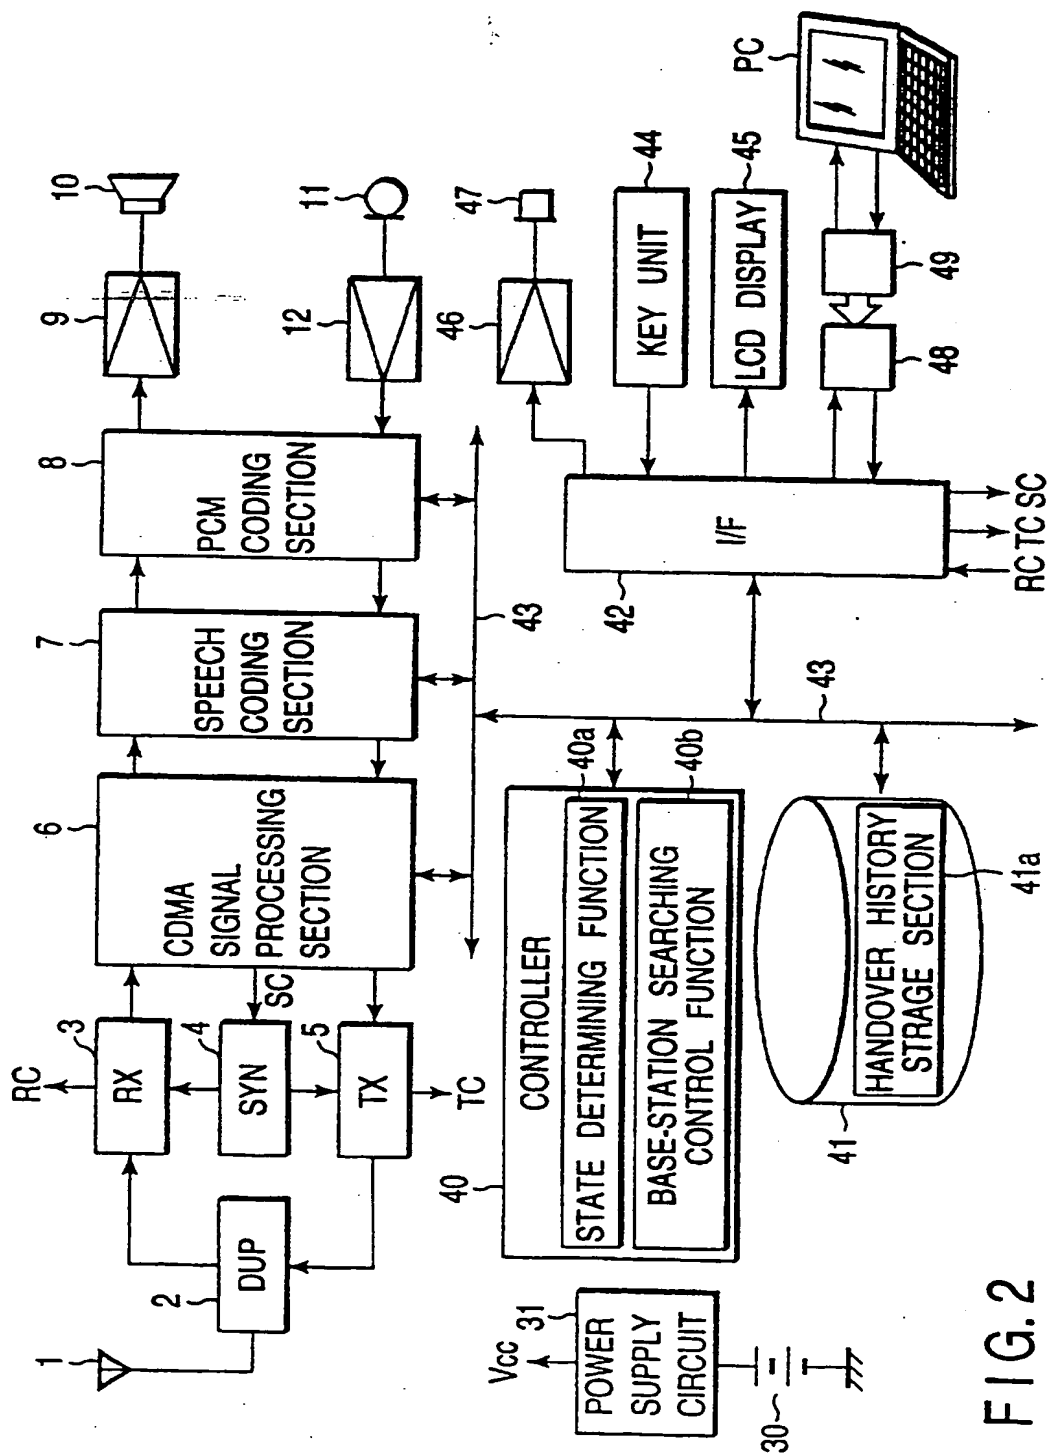 1
2
DUP
RC
3
RX
4
SYN
5
TX
TC
SC
6
CDMA
SIGNAL
PROCESSING
SECTION
7
SPEECH
CODING
SECTION
8
PCM
CODING
SECTION
9
10
11
12
43
Vcc
31
POWER
SUPPLY
CIRCUIT
30
40
CONTROLLER
STATE DETERMINING FUNCTION
40a
BASE-STATION SEARCHING
CONTROL FUNCTION
40b
41
HANDOVER HISTORY
STRAGE SECTION
41a
43
42
I/F
RC TC SC
46
47
KEY UNIT
44
LCD DISPLAY
45
48
49
PC
FIG. 2